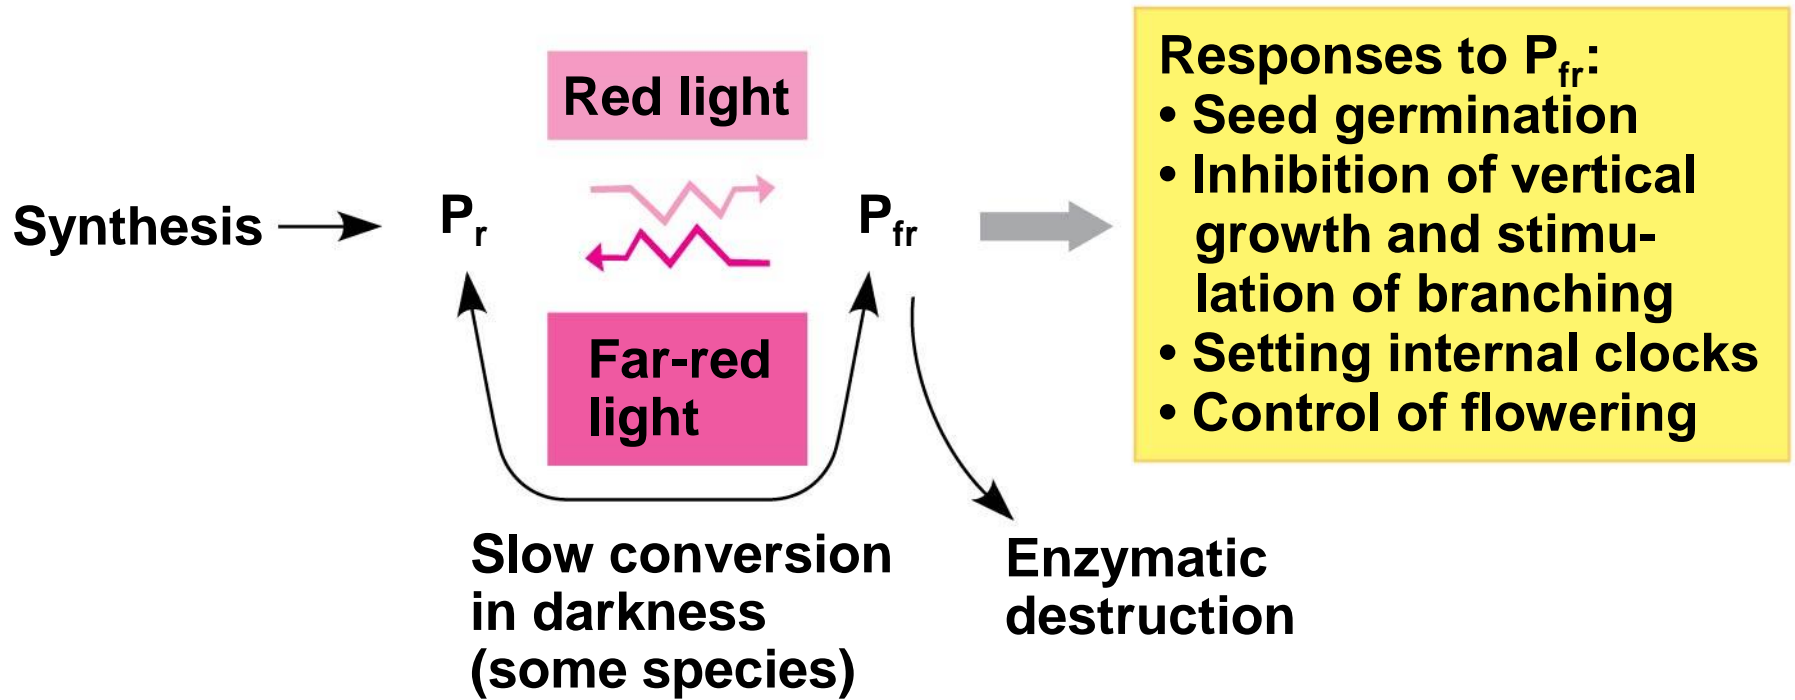 Red light
Synthesis
Pr
Pfr
Far-red
light
Slow conversion
in darkness
(some species)
Enzymatic
destruction
Responses to Pfr:
• Seed germination
• Inhibition of vertical
growth and stimu-
lation of branching
• Setting internal clocks
• Control of flowering